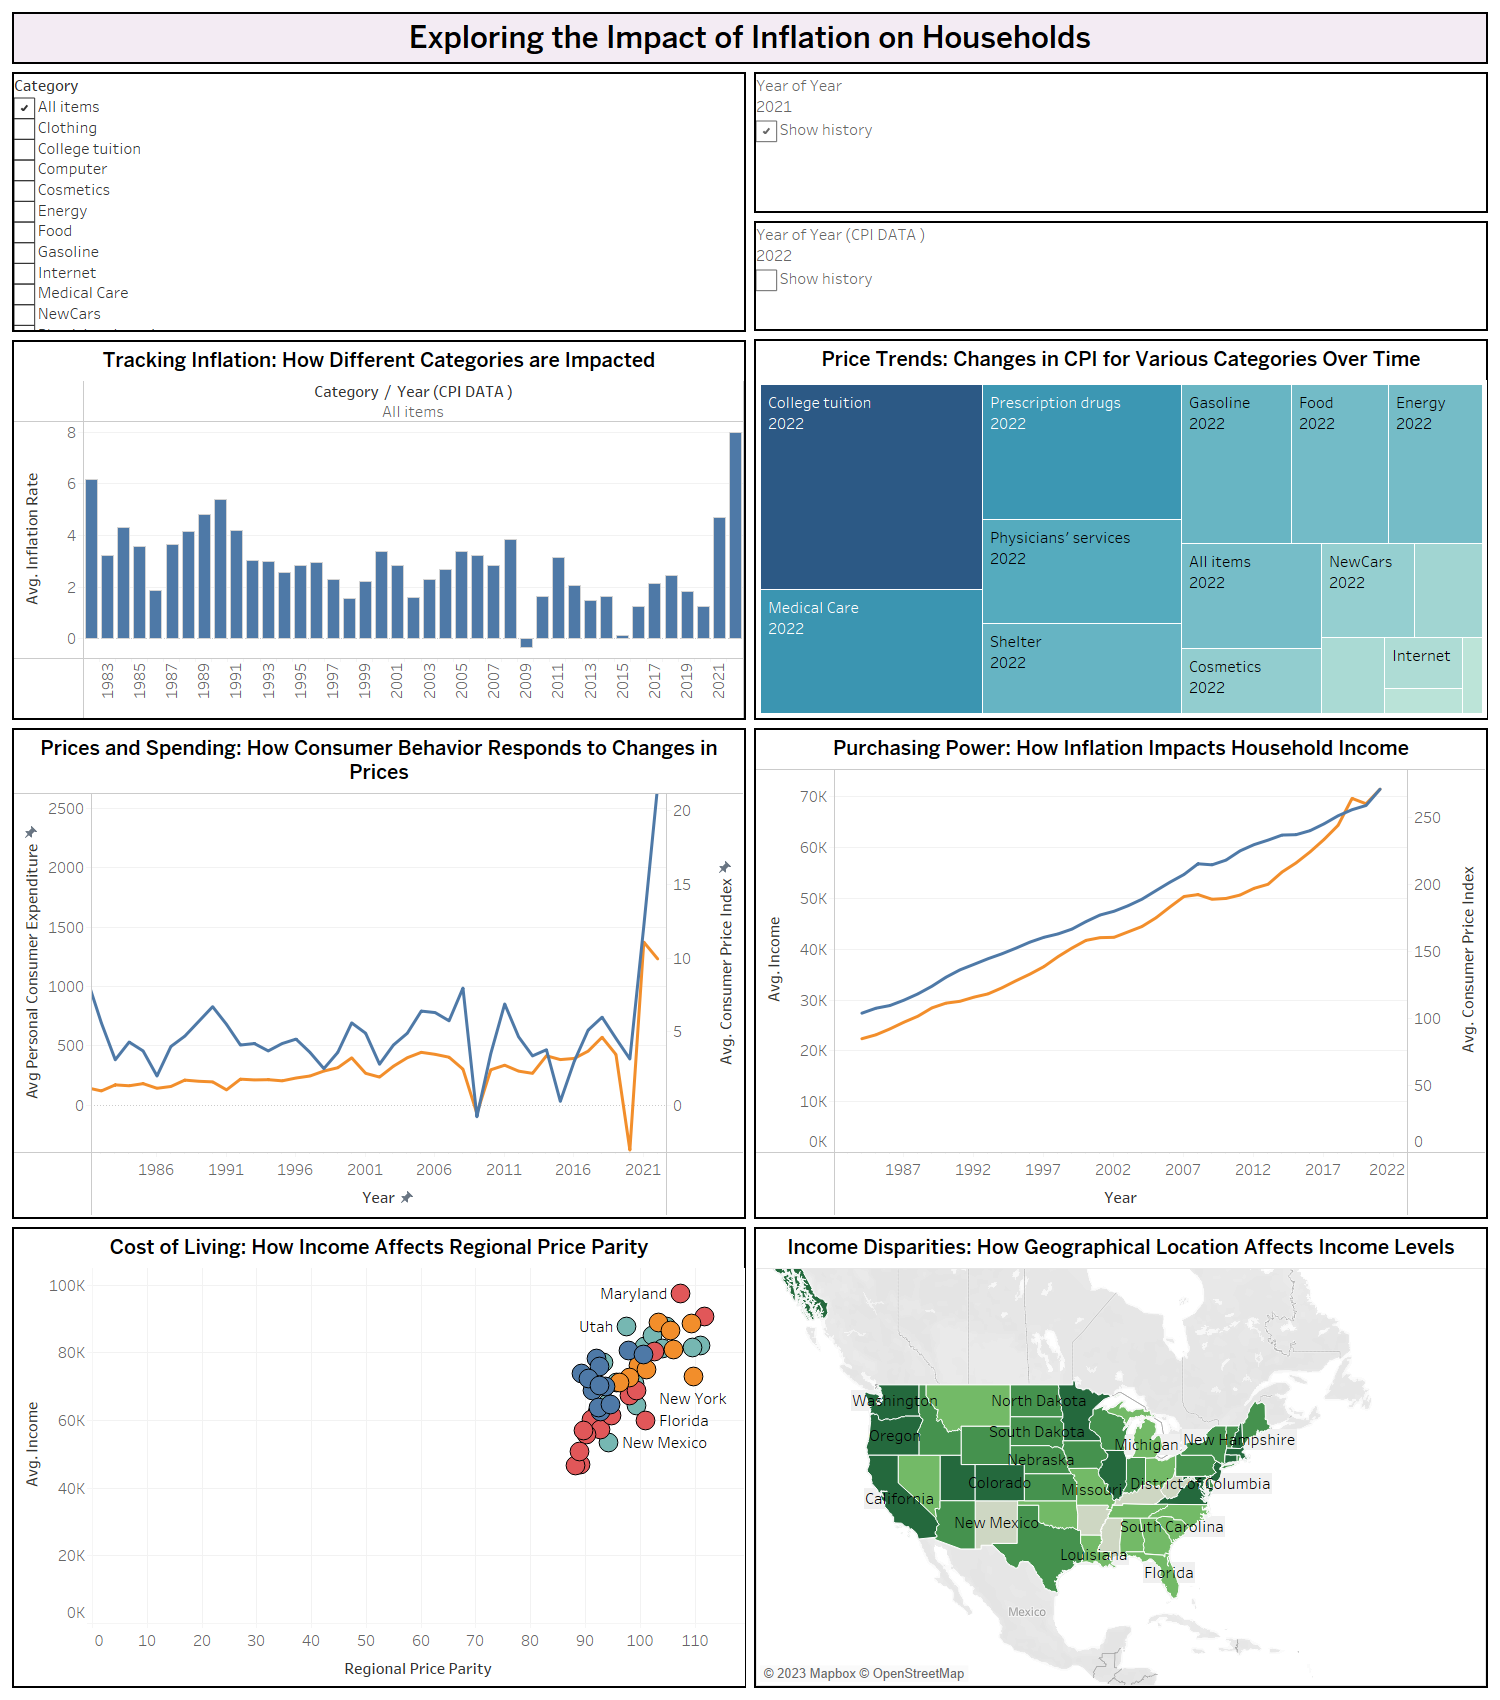 Exploring the Impact of Inflation on Households
Category
All items
Clothing
College tuition
Computer
Cosmetics
Energy
Food
Gasoline
Internet
Medical Care
NewCars
Year of Year
2021
Show history
Year of Year (CPI DATA )
2022
Show history
Tracking Inflation: How Different Categories are Impacted
Category / Year (CPI DATA )
All items
Avg. Inflation Rate
8
6
4
2
0
1983
1985
1987
1989
1991
1993
1995
1997
1999
2001
2003
2005
2007
2009
2011
2013
2015
2017
2019
2021
Price Trends: Changes in CPI for Various Categories Over Time
College tuition
2022
Medical Care
2022
Prescription drugs
2022
Physicians’ services
2022
Shelter
2022
Gasoline
2022
Food
2022
Energy
2022
All items
2022
NewCars
2022
Cosmetics
2022
Internet
Prices and Spending: How Consumer Behavior Responds to Changes in
Prices
Avg Personal Consumer Expenditure
2500
2000
1500
1000
500
0
20
15
10
5
0
Avg. Consumer Price Index
1986
1991
1996
2001
2006
2011
2016
2021
Year
Purchasing Power: How Inflation Impacts Household Income
Avg. Income
70K
60K
50K
40K
30K
20K
10K
0K
250
200
150
100
50
0
Avg. Consumer Price Index
1987
1992
1997
2002
2007
2012
2017
2022
Year
Cost of Living: How Income Affects Regional Price Parity
Avg. Income
100K
80K
60K
40K
20K
0K
Maryland
Utah
New York
Florida
New Mexico
0
10
20
30
40
50
60
70
80
90
100
110
Regional Price Parity
Income Disparities: How Geographical Location Affects Income Levels
Washington
North Dakota
Oregon
South Dakota
Michigan
New Hampshire
Nebraska
Colorado
Missouri
District of Columbia
California
New Mexico
South Carolina
Louisiana
Florida
Mexico
© 2023 Mapbox © OpenStreetMap